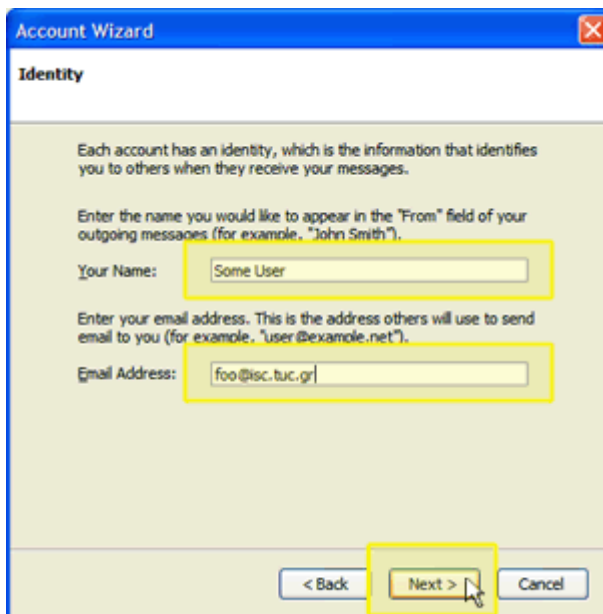 Account Wizard
Identity
Each account has an identity, which is the information that identifies
you to others when they receive your messages.
Enter the name you would like to appear in the "From" field of your
outgoing messages (for example, "John Smith").
Your Name: Some User
Enter your email address. This is the address others will use to send
email to you (for example, "user@example.net").
Email Address: foo@isc.tuc.gr
< Back Next > Cancel